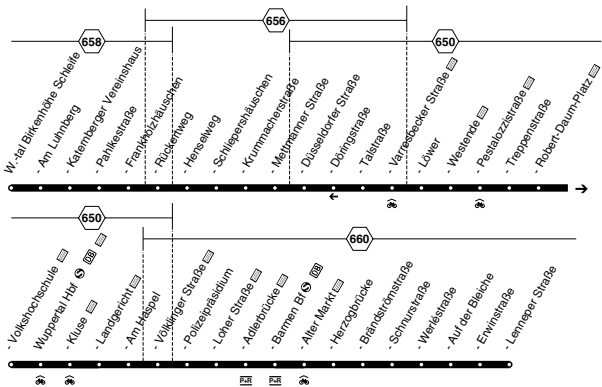 656
658
650
W.-tal Birkenhöhe Schleife
- Am Luhnberg
- Katernberger Vereinshaus
- Pahlkestraße
- Frankholzhäuschen
- Rückertweg
- Henselweg
- Schliepershäuschen
- Krummacherstraße
- Mettmanner Straße
- Düsseldorfer Straße
- Döringstraße
- Talstraße
- Varresbecker Straße
- Löwer
- Westende
- Pestalozzistraße
- Treppenstraße
- Robert-Daum-Platz
650
660
- Volkshochschule
Wuppertal Hbf S DB
- Kluse
- Landgericht
- Am Haspel
- Völklinger Straße
- Polizeipräsidium
- Loher Straße
- Adlerbrücke
- Barmen Bf S DB
- Alter Markt
- Herzogbrücke
- Brändströmstraße
- Schnurstraße
- Werléstraße
- Auf der Bleiche
- Erwinstraße
- Lenneper Straße
P+R
P+R